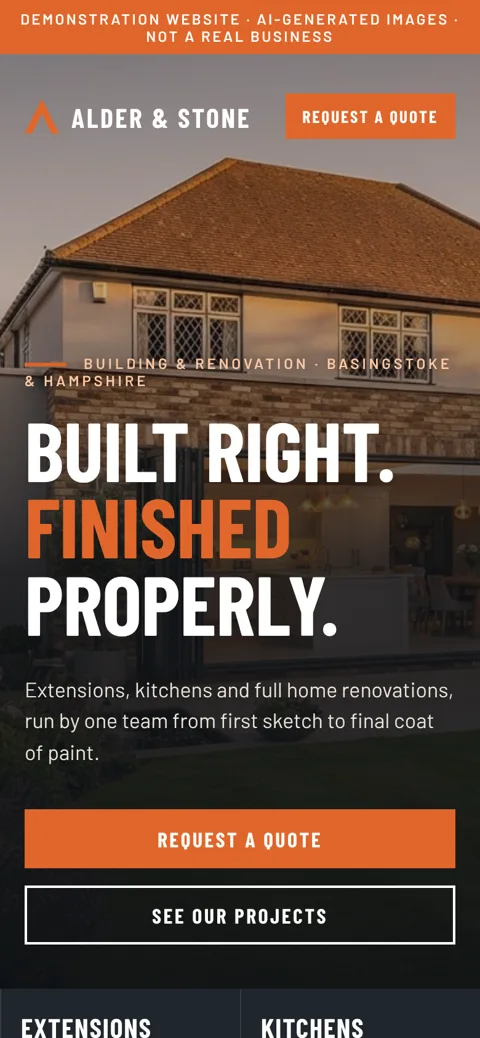 DEMONSTRATION WEBSITE · AI-GENERATED IMAGES ·
NOT A REAL BUSINESS
ALDER & STONE
REQUEST A QUOTE
BUILDING & RENOVATION · BASINGSTOKE
& HAMPSHIRE
BUILT RIGHT.
FINISHED
PROPERLY.
Extensions, kitchens and full home renovations,
run by one team from first sketch to final coat
of paint.
REQUEST A QUOTE
SEE OUR PROJECTS
EXTENSIONS
KITCHENS